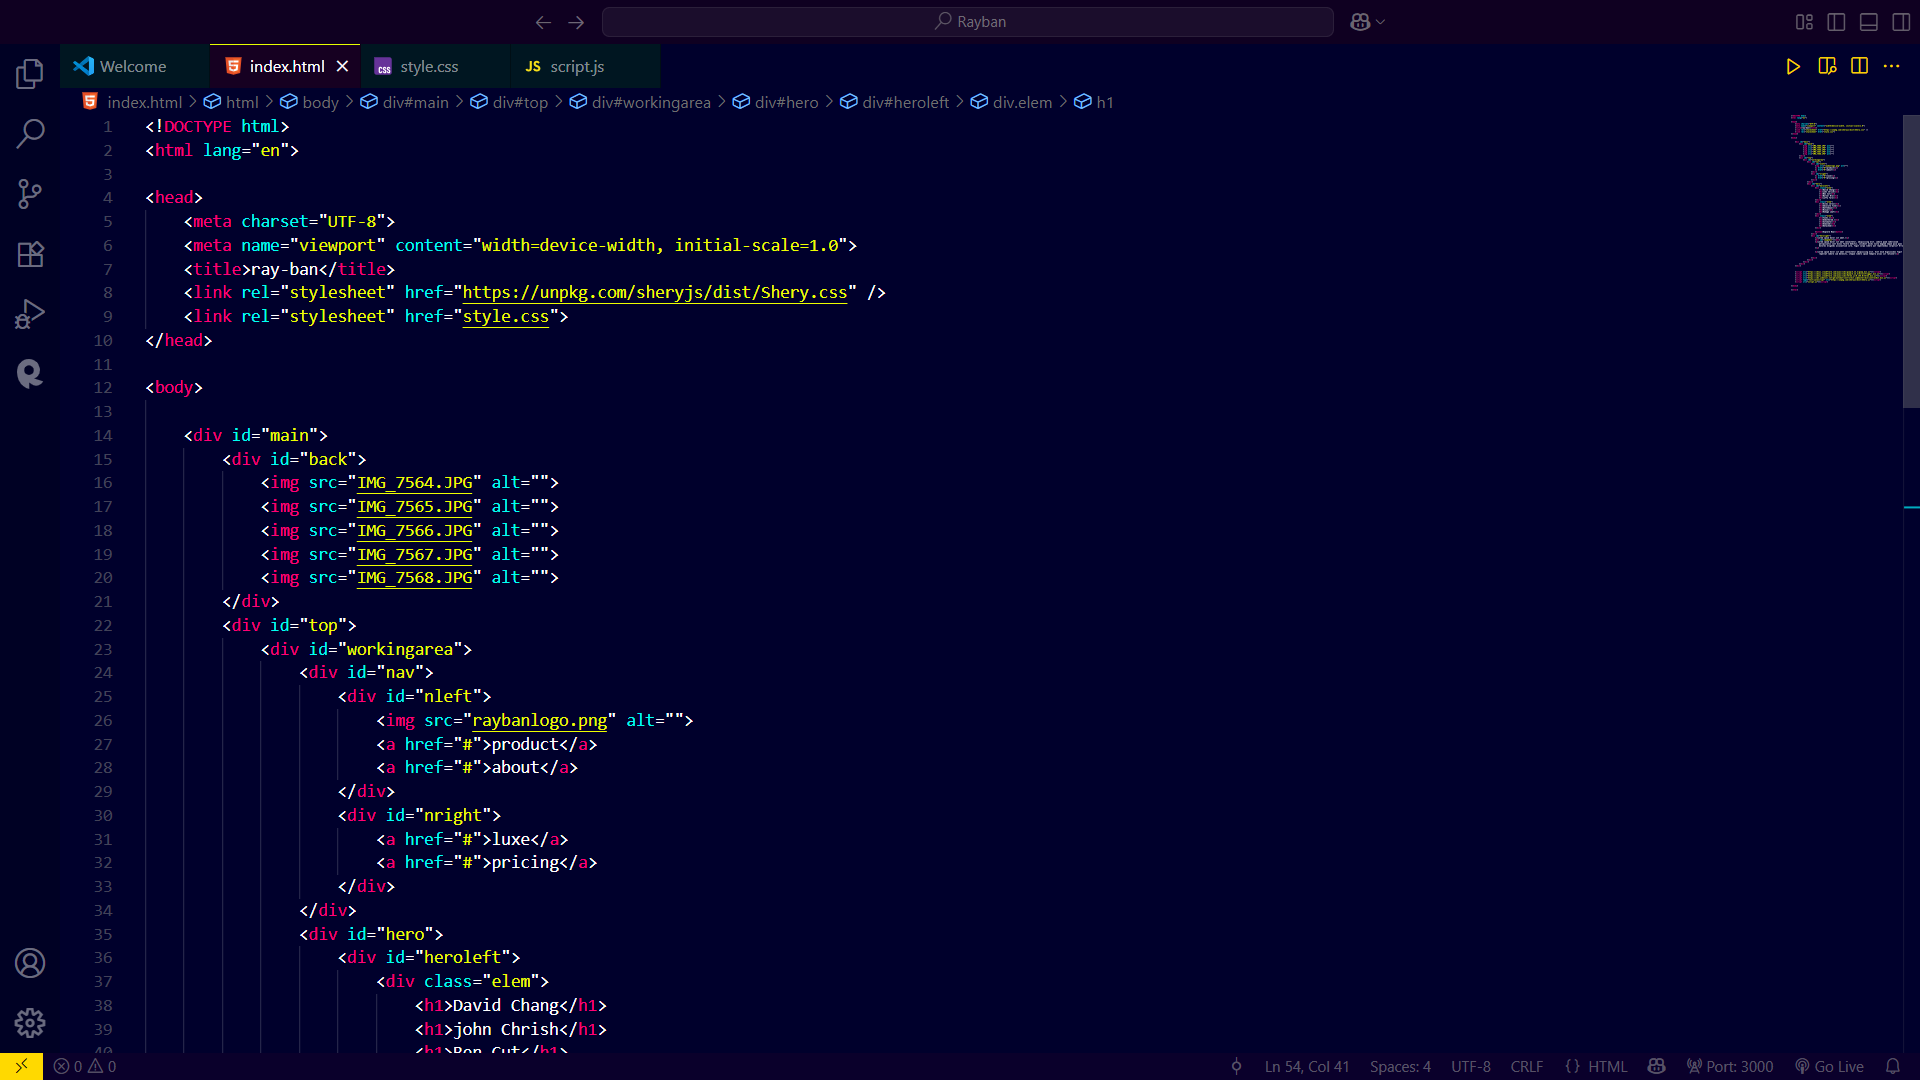 Rayban
Welcome
index.html
style.css
JS script.js
index.html > html > body > div#main > div#top > div#workingarea > div#hero > div#heroleft > div.elem > h1
1 <!DOCTYPE html>
2 <html lang="en">
3
4 <head>
5 <meta charset="UTF-8">
6 <meta name="viewport" content="width=device-width, initial-scale=1.0">
7 <title>ray-ban</title>
8 <link rel="stylesheet" href="https://unpkg.com/sheryjs/dist/Shery.css" />
9 <link rel="stylesheet" href="style.css">
10 </head>
11
12 <body>
13
14 <div id="main">
15 <div id="back">
16 <img src="IMG_7564.JPG" alt="">
17 <img src="IMG_7565.JPG" alt="">
18 <img src="IMG_7566.JPG" alt="">
19 <img src="IMG_7567.JPG" alt="">
20 <img src="IMG_7568.JPG" alt="">
21 </div>
22 <div id="top">
23 <div id="workingarea">
24 <div id="nav">
25 <div id="nleft">
26 <img src="raybanlogo.png" alt="">
27 <a href="#">product</a>
28 <a href="#">about</a>
29 </div>
30 <div id="nright">
31 <a href="#">luxe</a>
32 <a href="#">pricing</a>
33 </div>
34 </div>
35 <div id="hero">
36 <div id="heroleft">
37 <div class="elem">
38 <h1>David Chang</h1>
39 <h1>john Chrish</h1>
40 <h1>Ron Cut</h1>
0 0 Ln 54, Col 41 Spaces: 4 UTF-8 CRLF {} HTML Port: 3000 Go Live